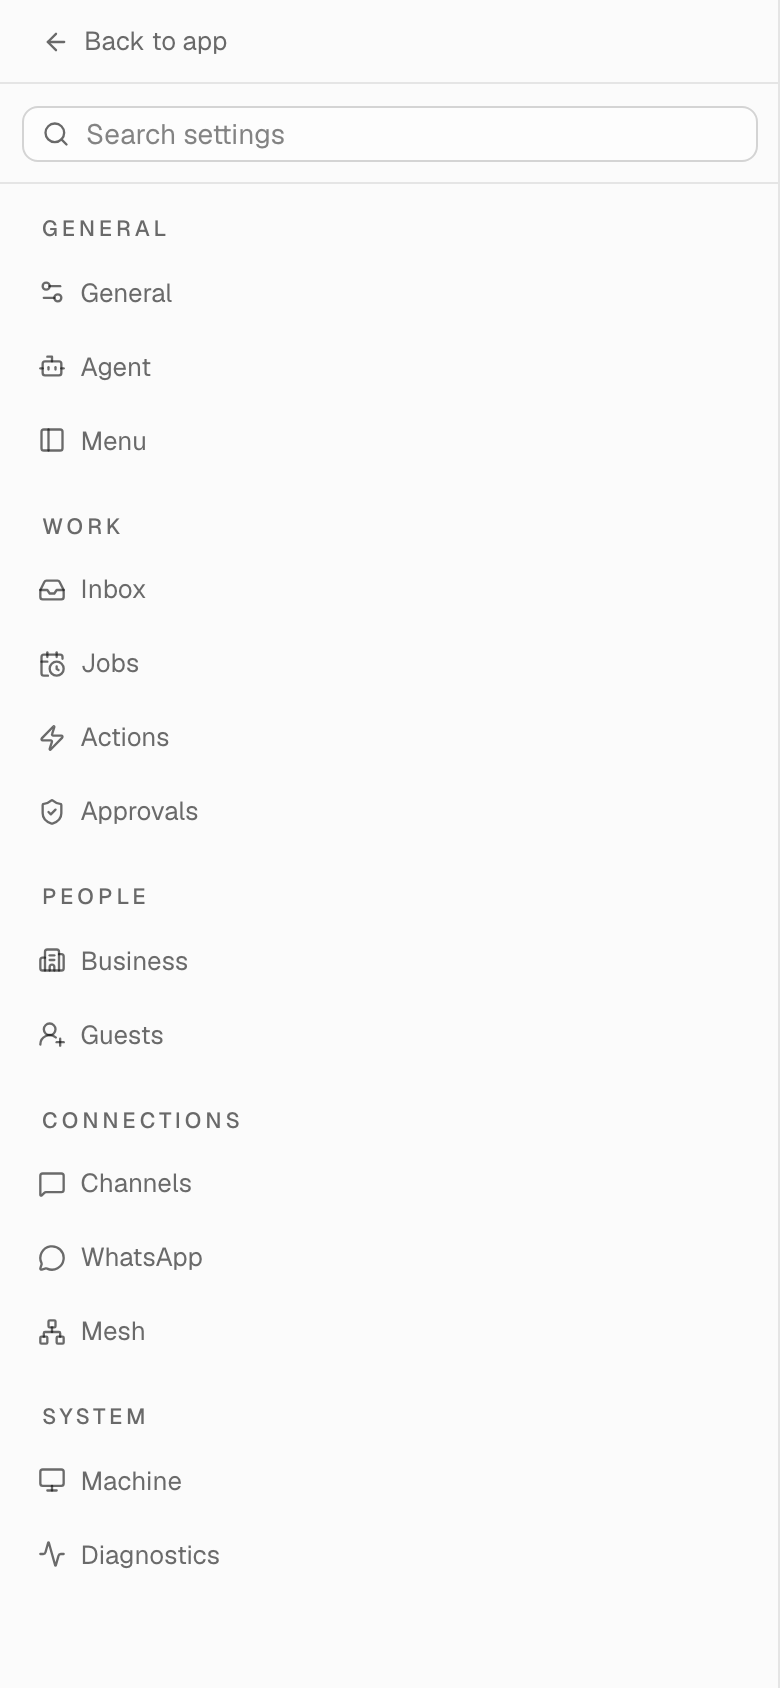 Back to app
Search settings
GENERAL
General
Agent
Menu
WORK
Inbox
Jobs
Actions
Approvals
PEOPLE
Business
Guests
CONNECTIONS
Channels
WhatsApp
Mesh
SYSTEM
Machine
Diagnostics